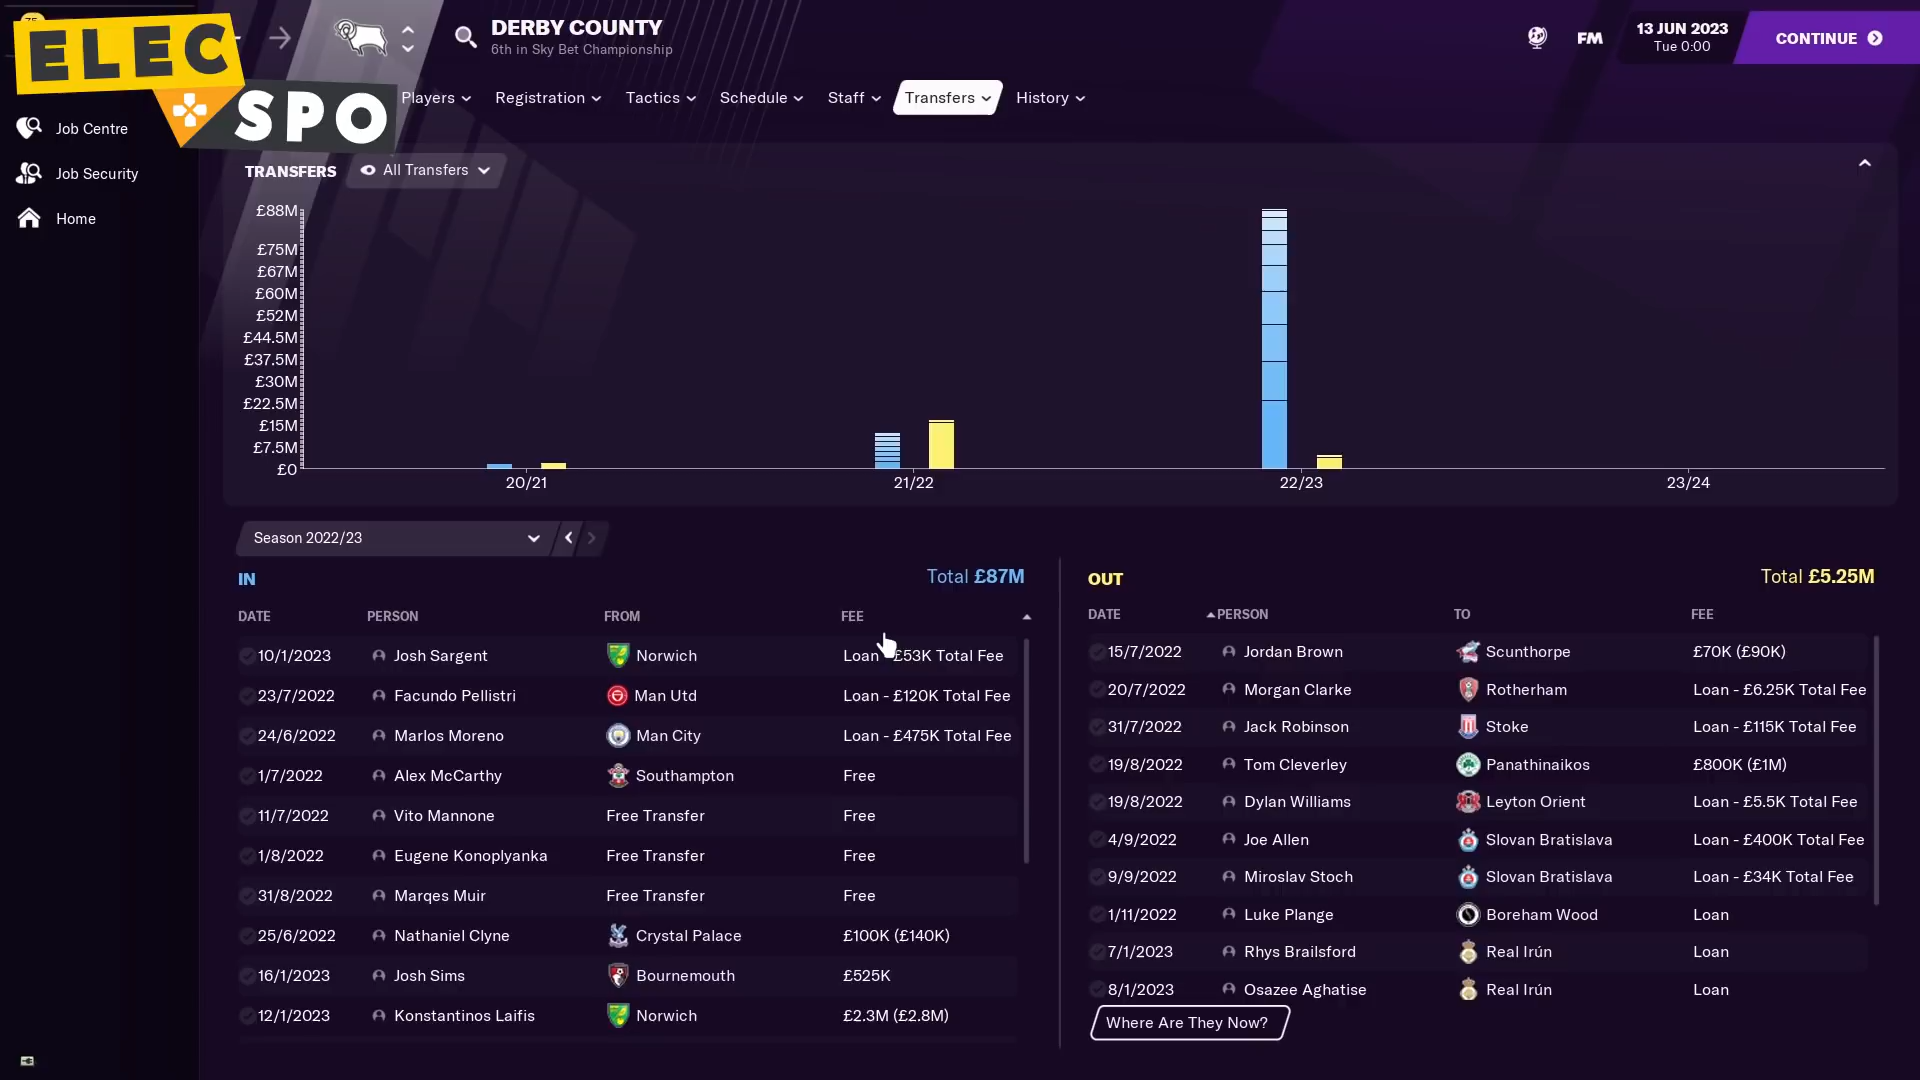 ELEC
SPO
DERBY COUNTY
6th in Sky Bet Championship
FM
13 JUN 2023
Tue 0:00
CONTINUE
Players
Registration
Tactics
Schedule
Staff
Transfers
History
Job Centre
Job Security
Home
TRANSFERS
All Transfers
£88M
£75M
£67M
£60M
£52M
£44.5M
£37.5M
£30M
£22.5M
£15M
£7.5M
£0
20/21
21/22
22/23
23/24
Season 2022/23
IN
Total £87M
DATE PERSON FROM FEE
10/1/2023 Josh Sargent Norwich Loan - £53K Total Fee
23/7/2022 Facundo Pellistri Man Utd Loan - £120K Total Fee
24/6/2022 Marlos Moreno Man City Loan - £475K Total Fee
1/7/2022 Alex McCarthy Southampton Free
11/7/2022 Vito Mannone Free Transfer Free
1/8/2022 Eugene Konoplyanka Free Transfer Free
31/8/2022 Marqes Muir Free Transfer Free
25/6/2022 Nathaniel Clyne Crystal Palace £100K (£140K)
16/1/2023 Josh Sims Bournemouth £525K
12/1/2023 Konstantinos Laifis Norwich £2.3M (£2.8M)
OUT
Total £5.25M
DATE PERSON TO FEE
15/7/2022 Jordan Brown Scunthorpe £70K (£90K)
20/7/2022 Morgan Clarke Rotherham Loan - £6.25K Total Fee
31/7/2022 Jack Robinson Stoke Loan - £115K Total Fee
19/8/2022 Tom Cleverley Panathinaikos £800K (£1M)
19/8/2022 Dylan Williams Leyton Orient Loan - £5.5K Total Fee
4/9/2022 Joe Allen Slovan Bratislava Loan - £400K Total Fee
9/9/2022 Miroslav Stoch Slovan Bratislava Loan - £34K Total Fee
1/11/2022 Luke Plange Boreham Wood Loan
7/1/2023 Rhys Brailsford Real Irún Loan
8/1/2023 Osazee Aghatise Real Irún Loan
Where Are They Now?